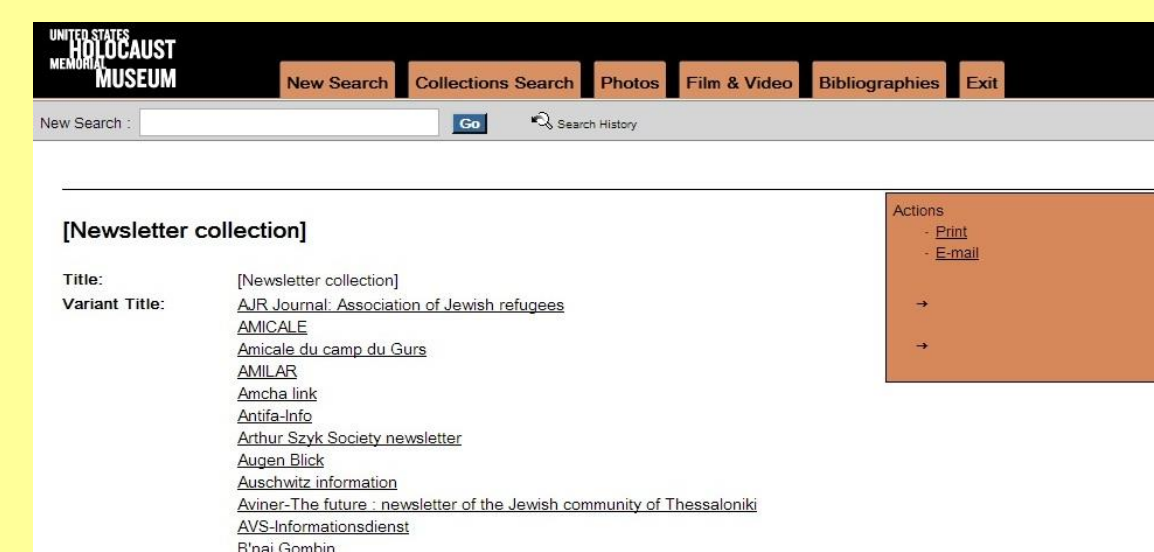 UNITED STATES
HOLOCAUST
MEMORIAL
MUSEUM
New Search Collections Search Photos Film & Video Bibliographies Exit
New Search : Go Search History
[Newsletter collection]
Actions
- Print
- E-mail
Title: [Newsletter collection]
Variant Title: AJR Journal: Association of Jewish refugees
AMICALE
Amicale du camp du Gurs
AMILAR
Amcha link
Antifa-Info
Arthur Szyk Society newsletter
Augen Blick
Auschwitz information
Aviner-The future : newsletter of the Jewish community of Thessaloniki
AVS-Informationsdienst
B'nai Gombin